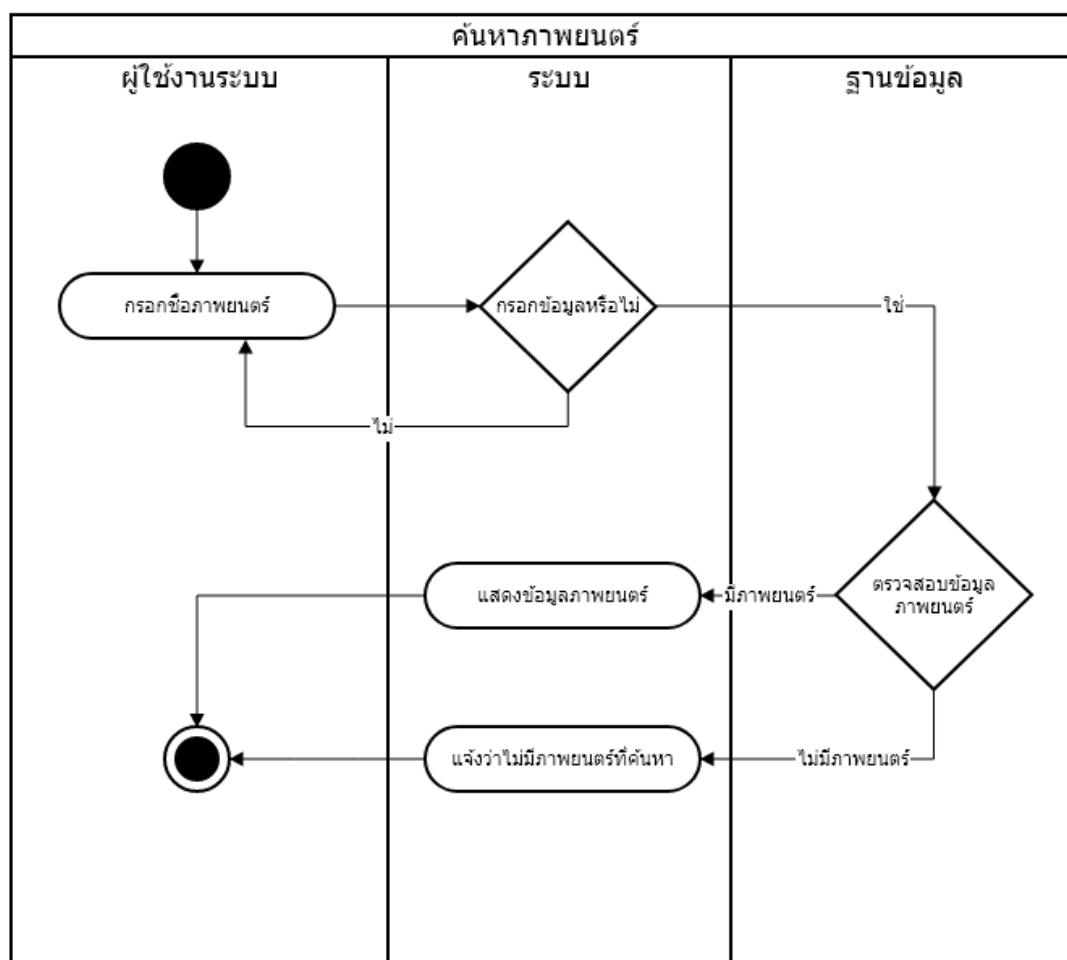 ค้นหาภาพยนตร์
ผู้ใช้งานระบบ
ระบบ
ฐานข้อมูล
กรอกชื่อภาพยนตร์
กรอกข้อมูลหรือไม่
ใช่
ไม่
แสดงข้อมูลภาพยนตร์
มีภาพยนตร์
ตรวจสอบข้อมูล
ภาพยนตร์
แจ้งว่าไม่มีภาพยนตร์ที่ค้นหา
ไม่มีภาพยนตร์